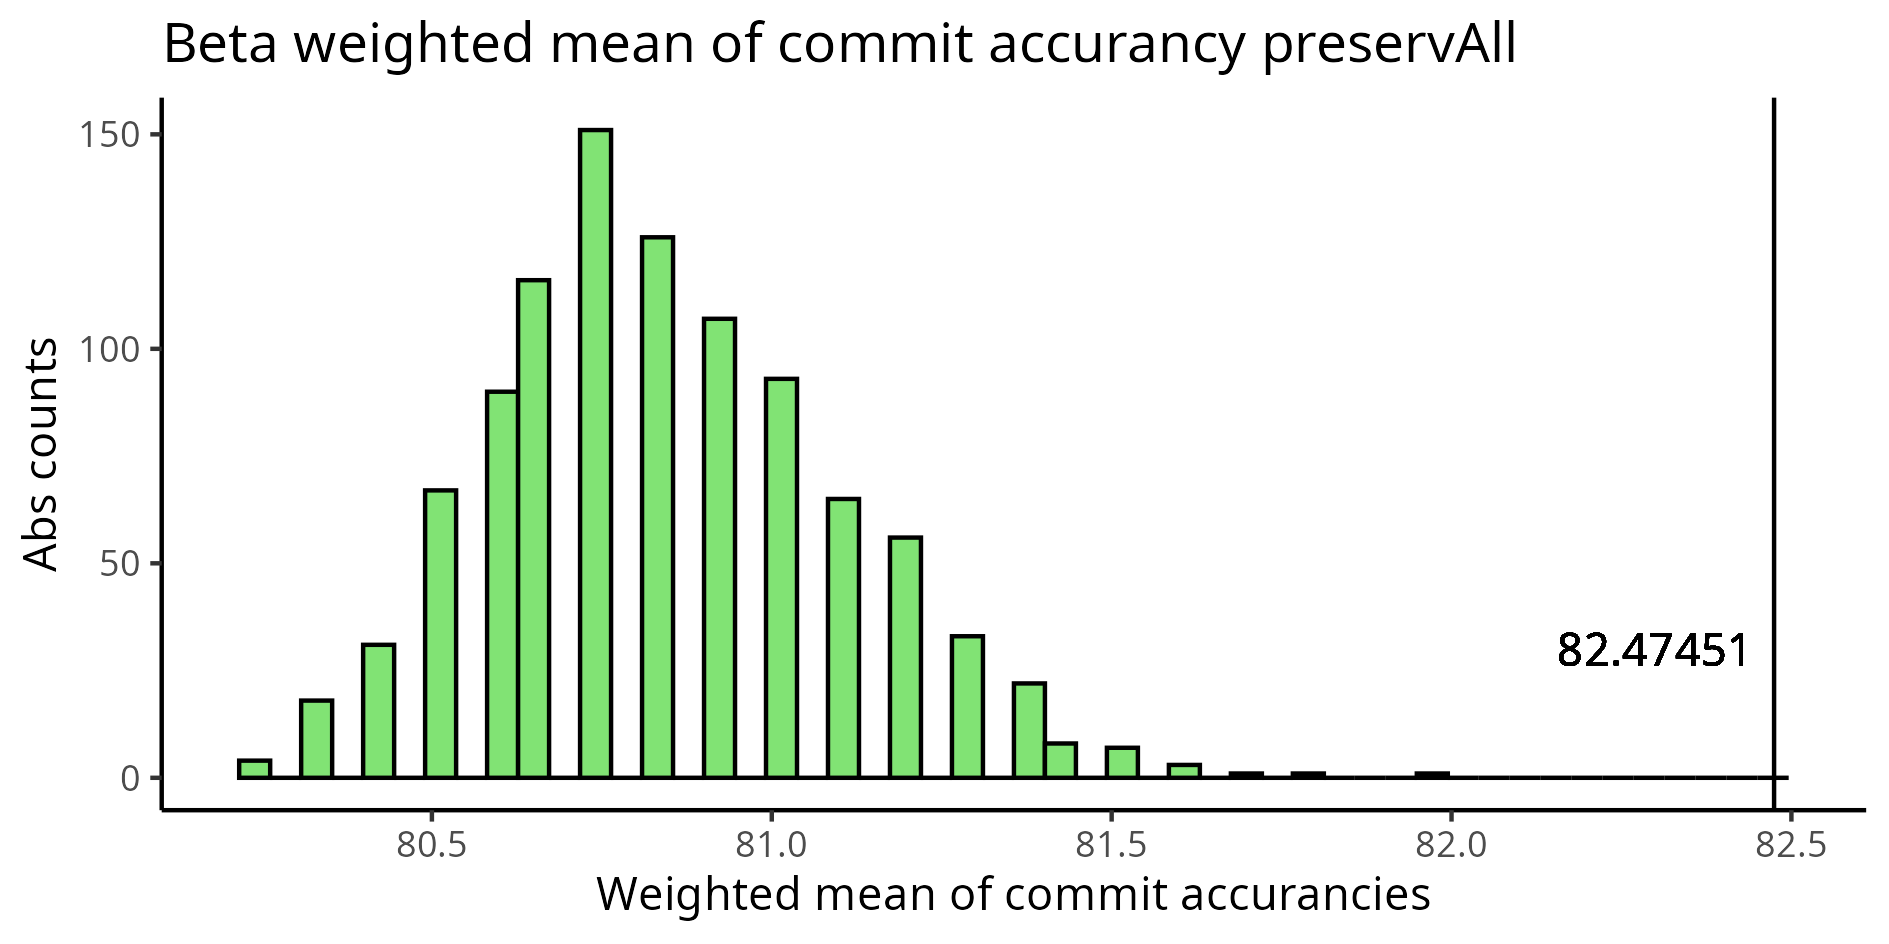 Beta weighted mean of commit accurancy preservAll
150
100
50
0
Abs counts
82.47451
80.5 81.0 81.5 82.0 82.5
Weighted mean of commit accurancies